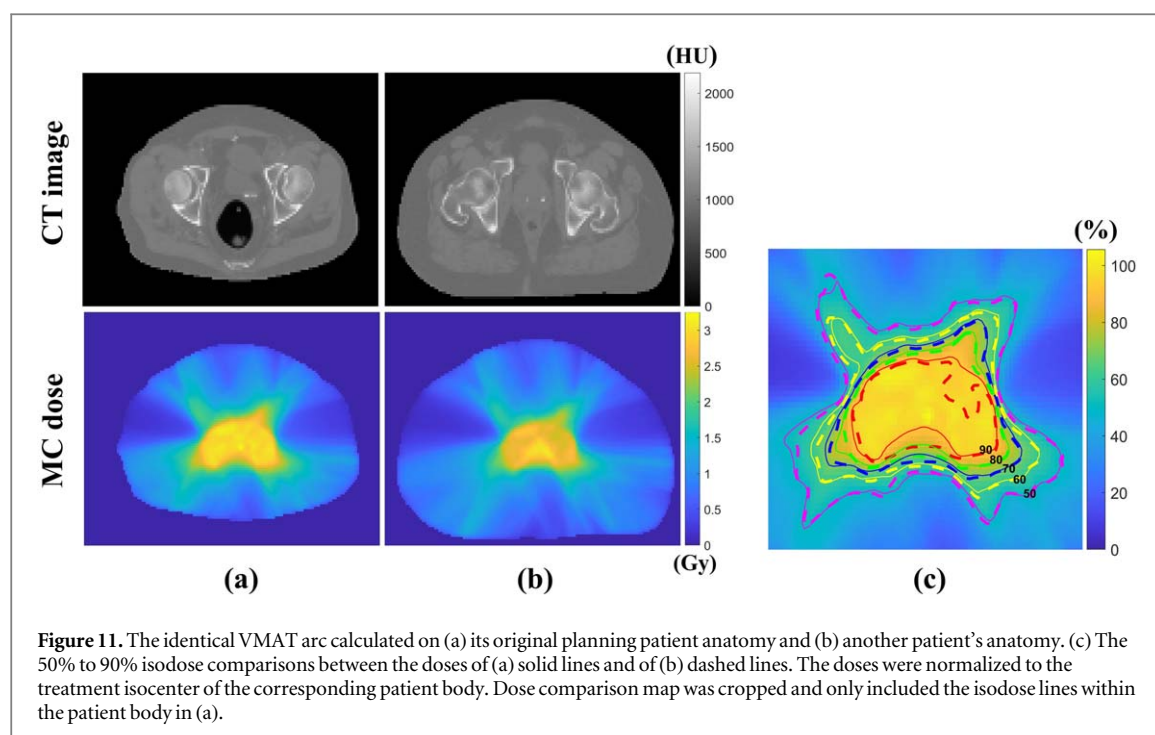 (HU)
CT image
2000
1500
1000
500
0
MC dose
3
2.5
2
1.5
1
0.5
0
(Gy)
(%)
100
80
60
40
20
0
90
80
70
60
50
(a)
(b)
(c)
Figure 11. The identical VMAT arc calculated on (a) its original planning patient anatomy and (b) another patient's anatomy. (c) The
50% to 90% isodose comparisons between the doses of (a) solid lines and of (b) dashed lines. The doses were normalized to the
treatment isocenter of the corresponding patient body. Dose comparison map was cropped and only included the isodose lines within
the patient body in (a).